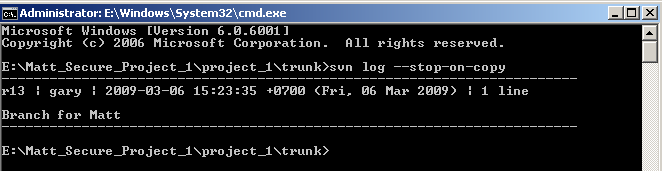 Administrator: E:\Windows\System32\cmd.exe
Microsoft Windows [Version 6.0.6001]
Copyright (c) 2006 Microsoft Corporation.  All rights reserved.
E:\Matt_Secure_Project_1\project_1\trunk>svn log --stop-on-copy
------------------------------------------------------------------------
r13 | gary | 2009-03-06 15:23:35 +0700 (Fri, 06 Mar 2009) | 1 line
Branch for Matt
------------------------------------------------------------------------
E:\Matt_Secure_Project_1\project_1\trunk>